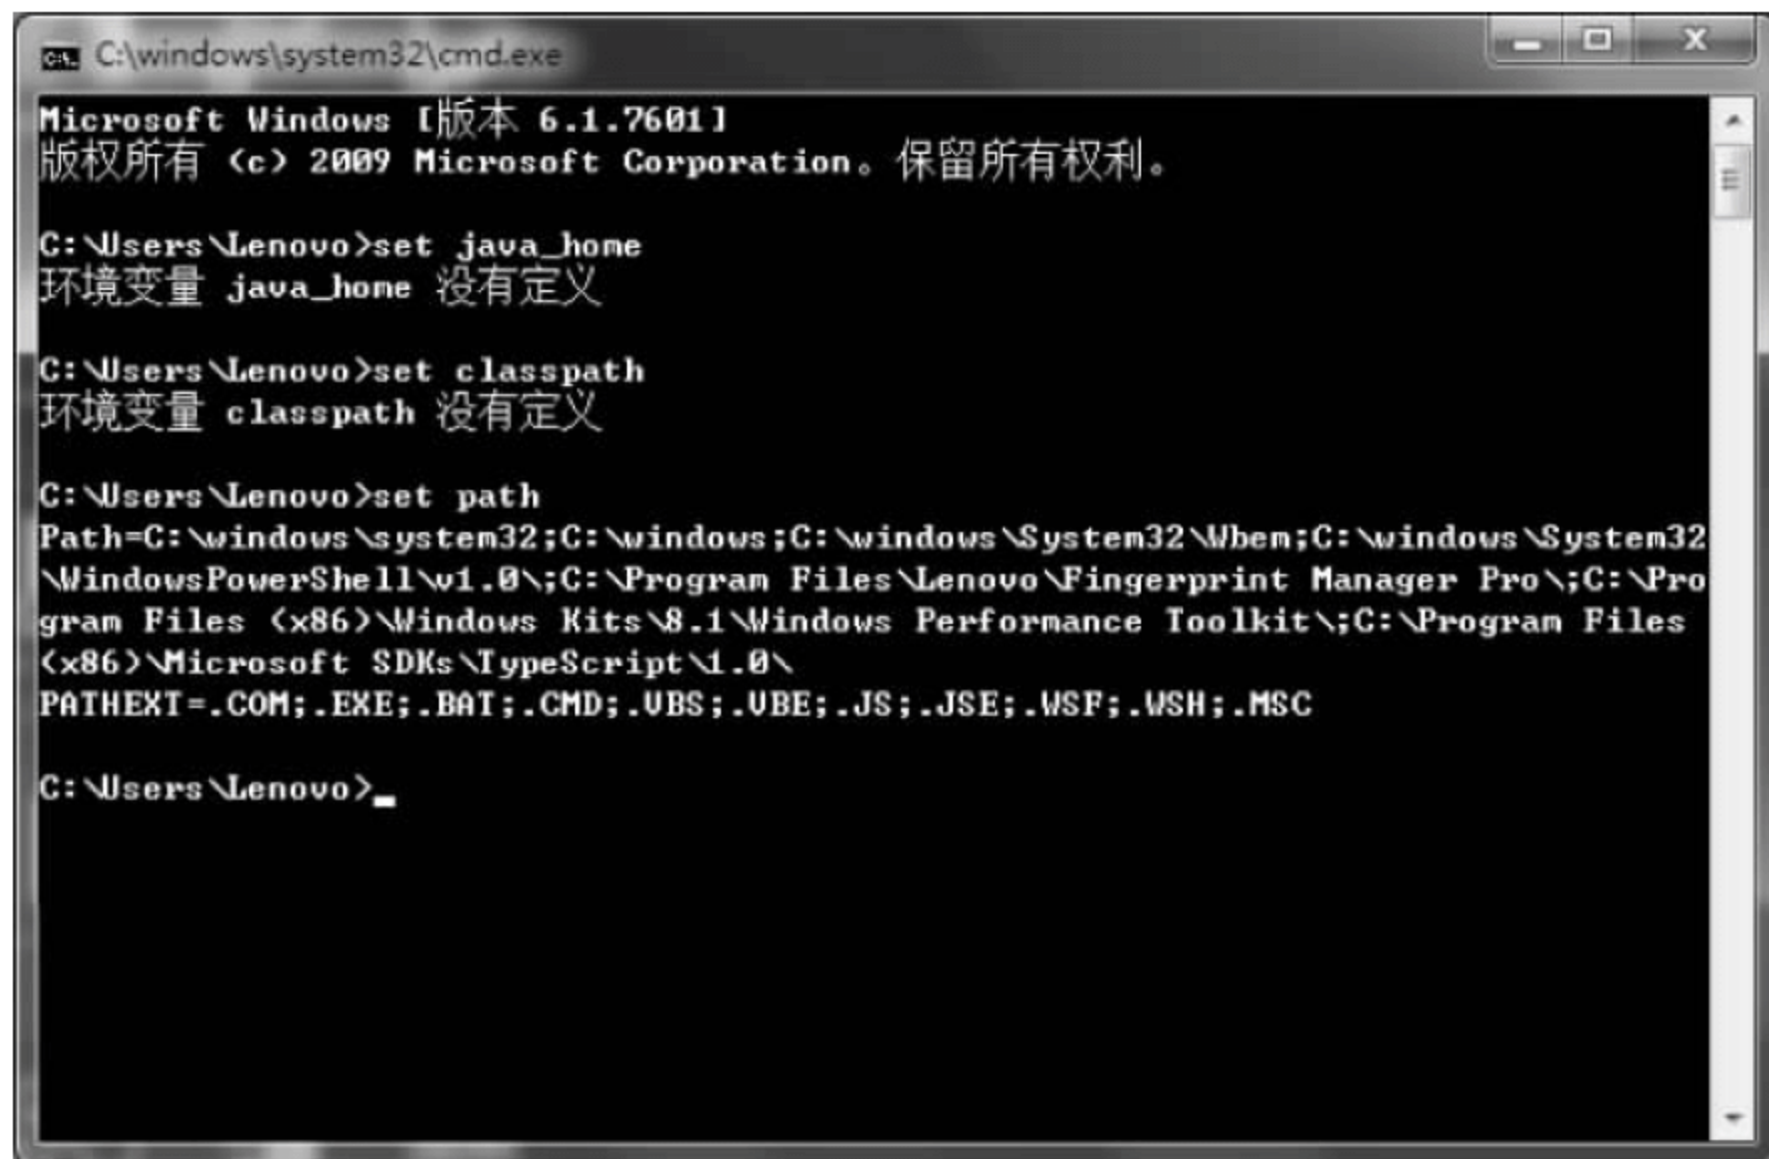 C:\windows\system32\cmd.exe
Microsoft Windows [版本 6.1.7601]
版权所有 (c) 2009 Microsoft Corporation。保留所有权利。
C:\Users\Lenovo>set java_home
环境变量 java_home 没有定义
C:\Users\Lenovo>set classpath
环境变量 classpath 没有定义
C:\Users\Lenovo>set path
Path=C:\windows\system32;C:\windows;C:\windows\System32\Wbem;C:\windows\System32
\WindowsPowerShell\v1.0\;C:\Program Files\Lenovo\Fingerprint Manager Pro\;C:\Pro
gram Files (x86)\Windows Kits\8.1\Windows Performance Toolkit\;C:\Program Files
(x86)\Microsoft SDKs\TypeScript\1.0\
PATHEXT=.COM;.EXE;.BAT;.CMD;.VBS;.VBE;.JS;.JSE;.WSF;.WSH;.MSC
C:\Users\Lenovo>_